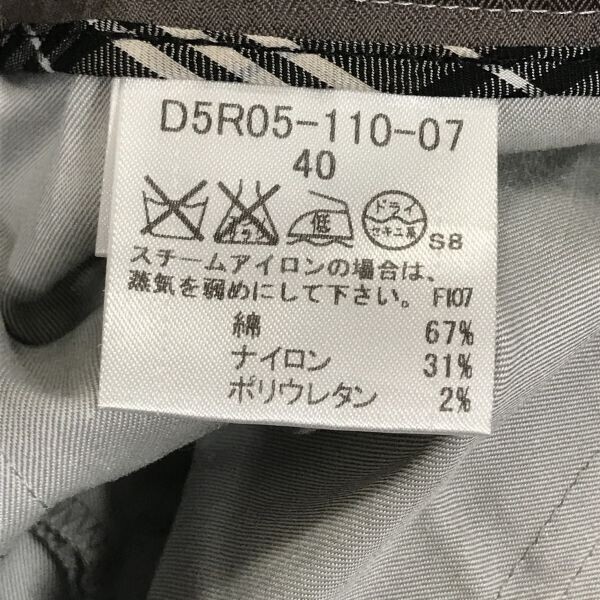 D5R05-110-07
40
低 ドライ セキユ系 S8
スチームアイロンの場合は、
蒸気を弱めにして下さい。 FI07
綿 67%
ナイロン 31%
ポリウレタン 2%